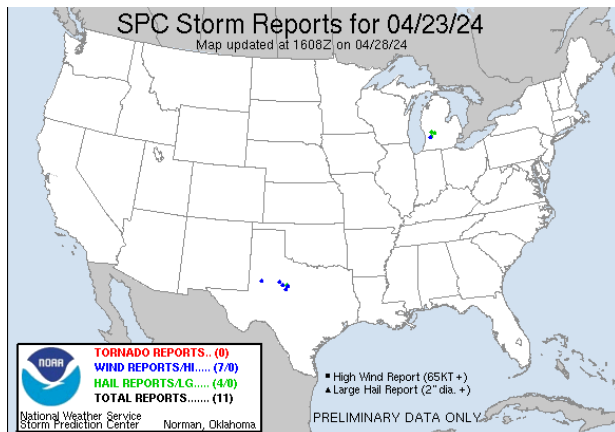 SPC Storm Reports for 04/23/24
Map updated at 1608Z on 04/28/24
NOAA
TORNADO REPORTS.. (0)
WIND REPORTS/HI..... (7/0)
HAIL REPORTS/LG..... (4/0)
TOTAL REPORTS....... (11)
National Weather Service
Storm Prediction Center Norman, Oklahoma
High Wind Report (65KT +)
Large Hail Report (2" dia. +)
PRELIMINARY DATA ONLY